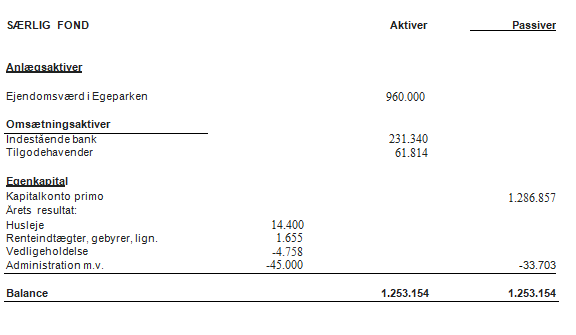 SÆRLIG FOND Aktiver Passiver
Anlægsaktiver
Ejendomsværd i Egeparken 960.000
Omsætningsaktiver
Indestående bank 231.340
Tilgodehavender 61.814
Egenkapital
Kapitalkonto primo 1.286.857
Årets resultat:
Husleje 14.400
Renteindtægter, gebyrer, lign. 1.655
Vedligeholdelse -4.758
Administration m.v. -45.000 -33.703
Balance 1.253.154 1.253.154